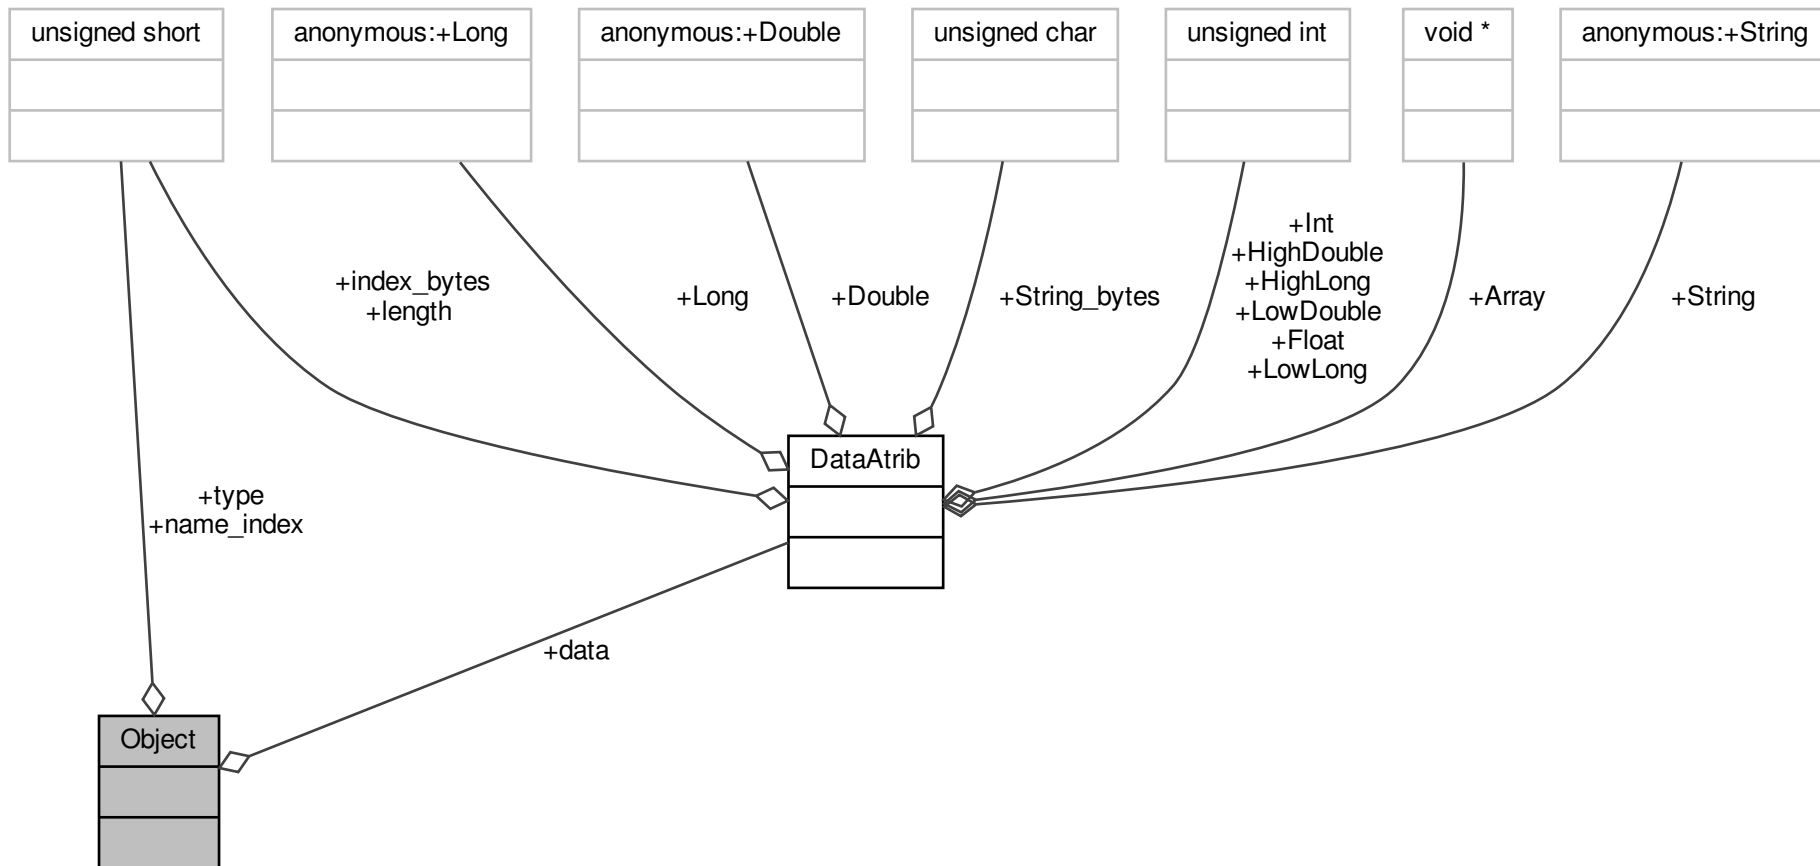 unsigned short
anonymous:+Long
anonymous:+Double
unsigned char
unsigned int
void *
anonymous:+String
+index_bytes
+length
+Long
+Double
+String_bytes
+Int
+HighDouble
+HighLong
+LowDouble
+Float
+LowLong
+Array
+String
DataAtrib
+type
+name_index
+data
Object